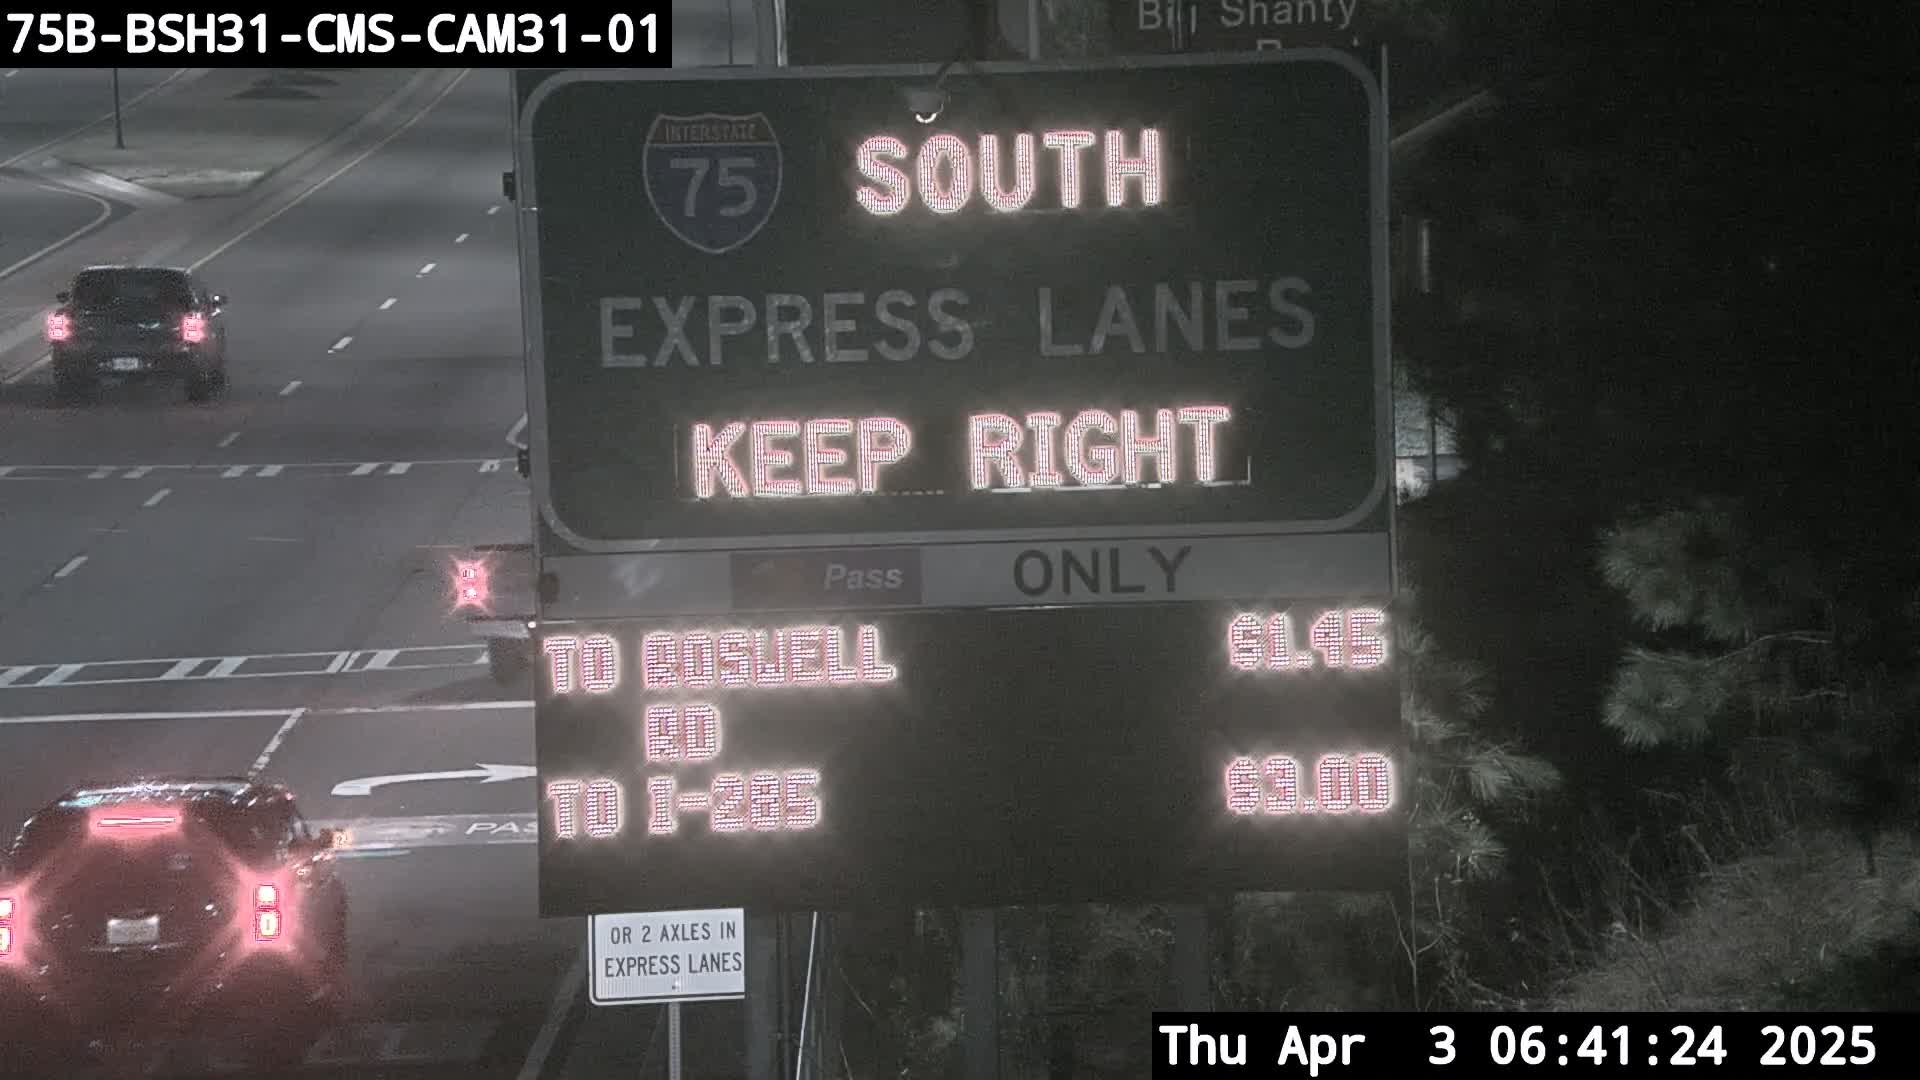 75B-BSH31-CMS-CAM31-01
Bill Shanty
INTERSTATE
75
SOUTH
EXPRESS LANES
KEEP RIGHT
Pass ONLY
TO ROSWELL $1.45
RD
TO I-285 $3.00
OR 2 AXLES IN
EXPRESS LANES
Thu Apr 3 06:41:24 2025